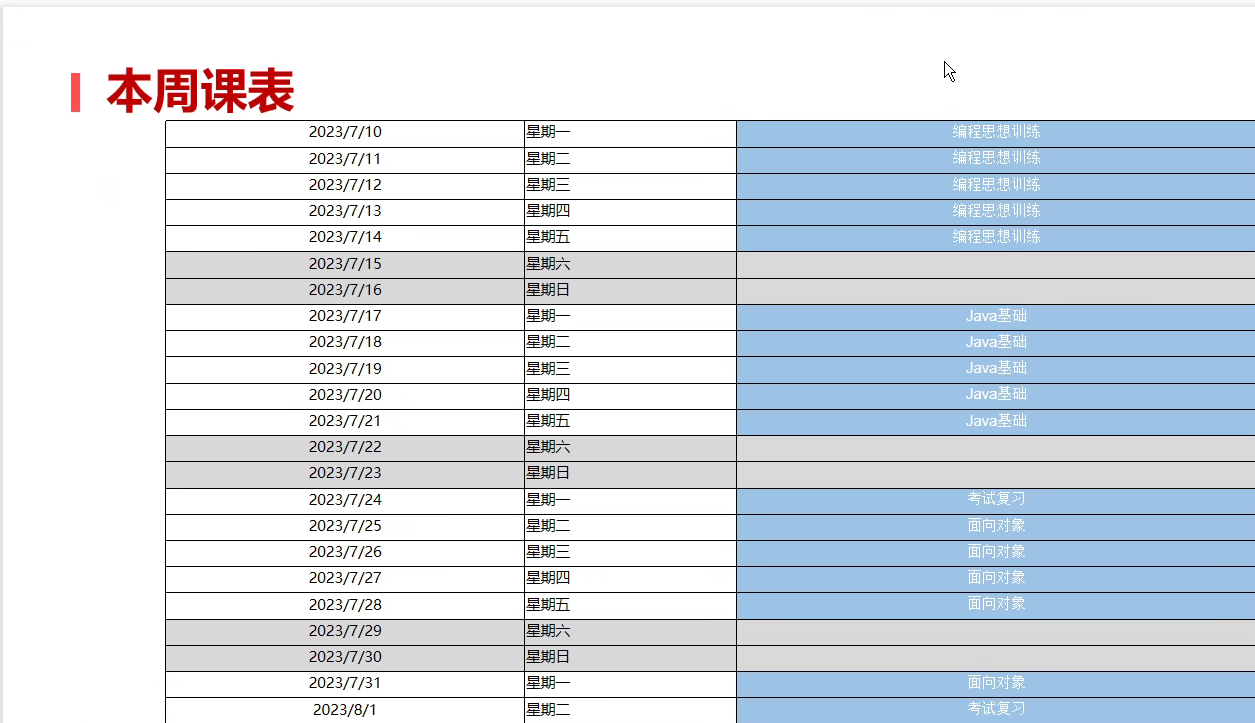 本周课表
2023/7/10 星期一 编程思想训练
2023/7/11 星期二 编程思想训练
2023/7/12 星期三 编程思想训练
2023/7/13 星期四 编程思想训练
2023/7/14 星期五 编程思想训练
2023/7/15 星期六
2023/7/16 星期日
2023/7/17 星期一 Java基础
2023/7/18 星期二 Java基础
2023/7/19 星期三 Java基础
2023/7/20 星期四 Java基础
2023/7/21 星期五 Java基础
2023/7/22 星期六
2023/7/23 星期日
2023/7/24 星期一 考试复习
2023/7/25 星期二 面向对象
2023/7/26 星期三 面向对象
2023/7/27 星期四 面向对象
2023/7/28 星期五 面向对象
2023/7/29 星期六
2023/7/30 星期日
2023/7/31 星期一 面向对象
2023/8/1 星期二 考试复习